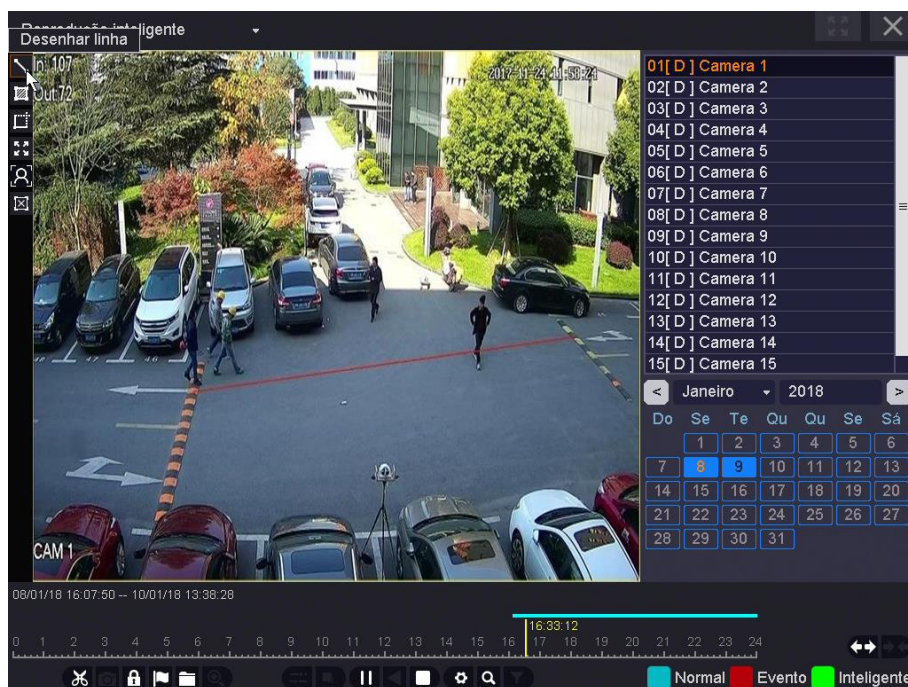 Reprodução inteligente
Desenhar linha
In: 107
Out:72
2017-11-24 11:58:24
CAM 1
01[ D ] Camera 1
02[ D ] Camera 2
03[ D ] Camera 3
04[ D ] Camera 4
05[ D ] Camera 5
06[ D ] Camera 6
07[ D ] Camera 7
08[ D ] Camera 8
09[ D ] Camera 9
10[ D ] Camera 10
11[ D ] Camera 11
12[ D ] Camera 12
13[ D ] Camera 13
14[ D ] Camera 14
15[ D ] Camera 15
< Janeiro 2018 >
Do Se Te Qu Qu Se Sá
1 2 3 4 5 6
7 8 9 10 11 12 13
14 15 16 17 18 19 20
21 22 23 24 25 26 27
28 29 30 31
08/01/18 16:07:50 -- 10/01/18 13:38:28
16:33:12
0 1 2 3 4 5 6 7 8 9 10 11 12 13 14 15 16 17 18 19 20 21 22 23 24
Normal Evento Inteligente